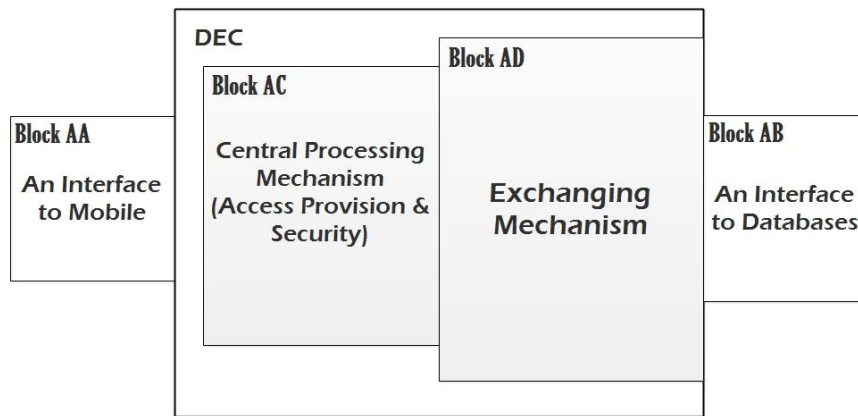 DEC
Block AA
An Interface
to Mobile
Block AC
Central Processing
Mechanism
(Access Provision &
Security)
Block AD
Exchanging
Mechanism
Block AB
An Interface
to Databases